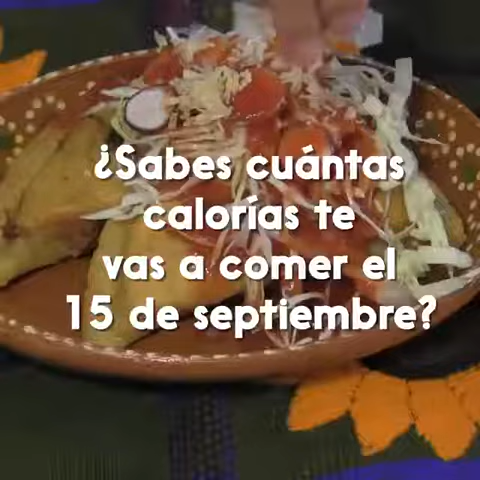 ¿Sabes cuántas
calorías te
vas a comer el
15 de septiembre?